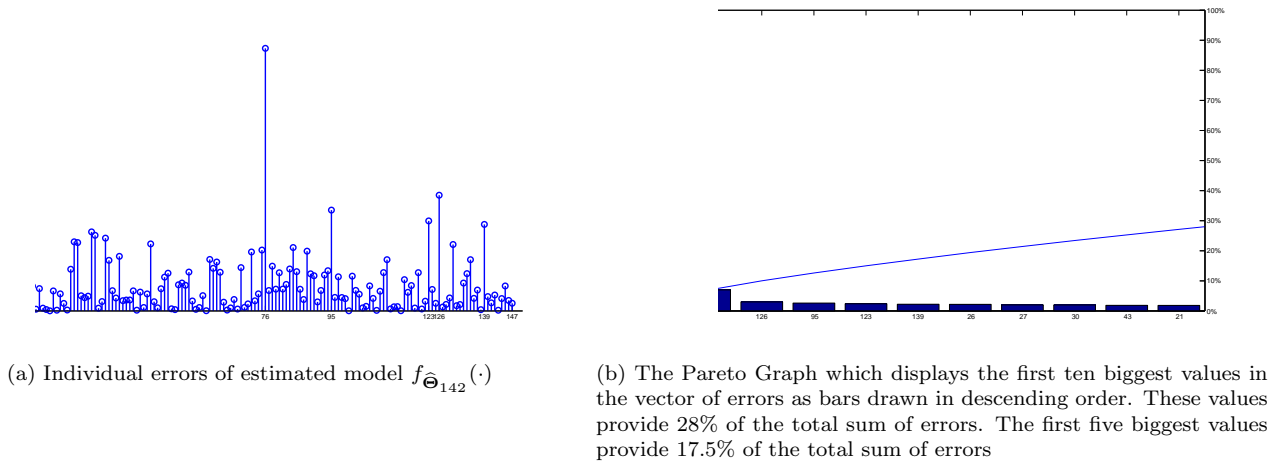 76 95 123126 139 147
100%
90%
80%
70%
60%
50%
40%
30%
20%
10%
0%
126 95 123 139 26 27 30 43 21
(a) Individual errors of estimated model f_{\widehat{\mathbf{\Theta}}_{142}}(·)
(b) The Pareto Graph which displays the first ten biggest values in
the vector of errors as bars drawn in descending order. These values
provide 28% of the total sum of errors. The first five biggest values
provide 17.5% of the total sum of errors